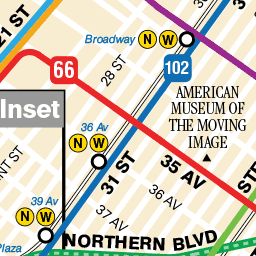 21 ST
Broadway N W
66
28 ST
102
AMERICAN
MUSEUM OF
THE MOVING
IMAGE
Inset
36 Av
N W
31 ST
35 AV
36 AV
37 AV
39 Av
N W
NORTHERN BLVD
Plaza